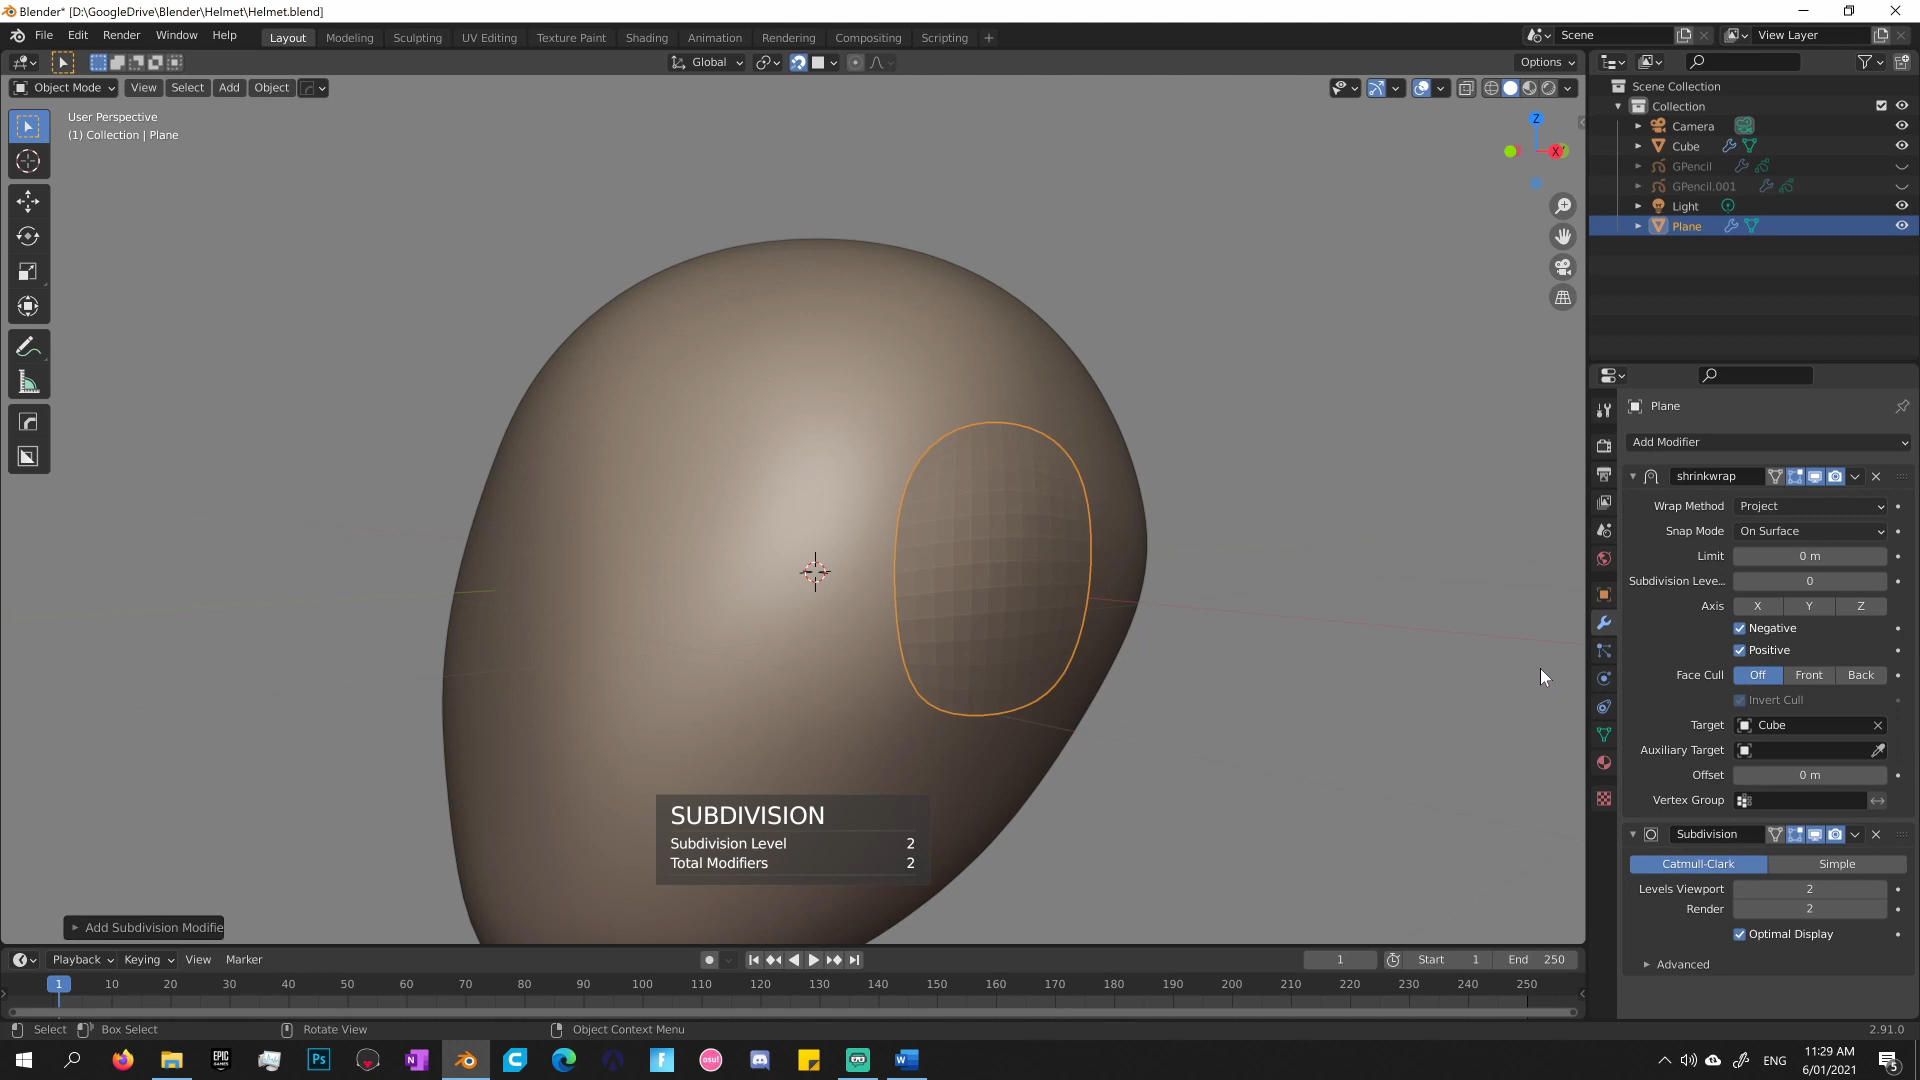 Blender* [D:\GoogleDrive\Blender\Helmet\Helmet.blend]
File Edit Render Window Help Layout Modeling Sculpting UV Editing Texture Paint Shading Animation Rendering Compositing Scripting + Scene View Layer
Global Options
Object Mode View Select Add Object
User Perspective
(1) Collection | Plane
Z
X
Scene Collection
Collection
Camera
Cube
GPencil
GPencil.001
Light
Plane
Plane
Add Modifier
shrinkwrap
Wrap Method Project
Snap Mode On Surface
Limit 0 m
Subdivision Leve... 0
Axis X Y Z
Negative
Positive
Face Cull Off Front Back
Invert Cull
Target Cube
Auxiliary Target
Offset 0 m
Vertex Group
Subdivision
Catmull-Clark Simple
Levels Viewport 2
Render 2
Optimal Display
Advanced
SUBDIVISION
Subdivision Level 2
Total Modifiers 2
Add Subdivision Modifie
Playback Keying View Marker 1 Start 1 End 250
1 10 20 30 40 50 60 70 80 90 100 110 120 130 140 150 160 170 180 190 200 210 220 230 240 250
Select Box Select Rotate View Object Context Menu 2.91.0
EPIC GAMES Ps N C F osu! W ENG 11:29 AM
6/01/2021 5